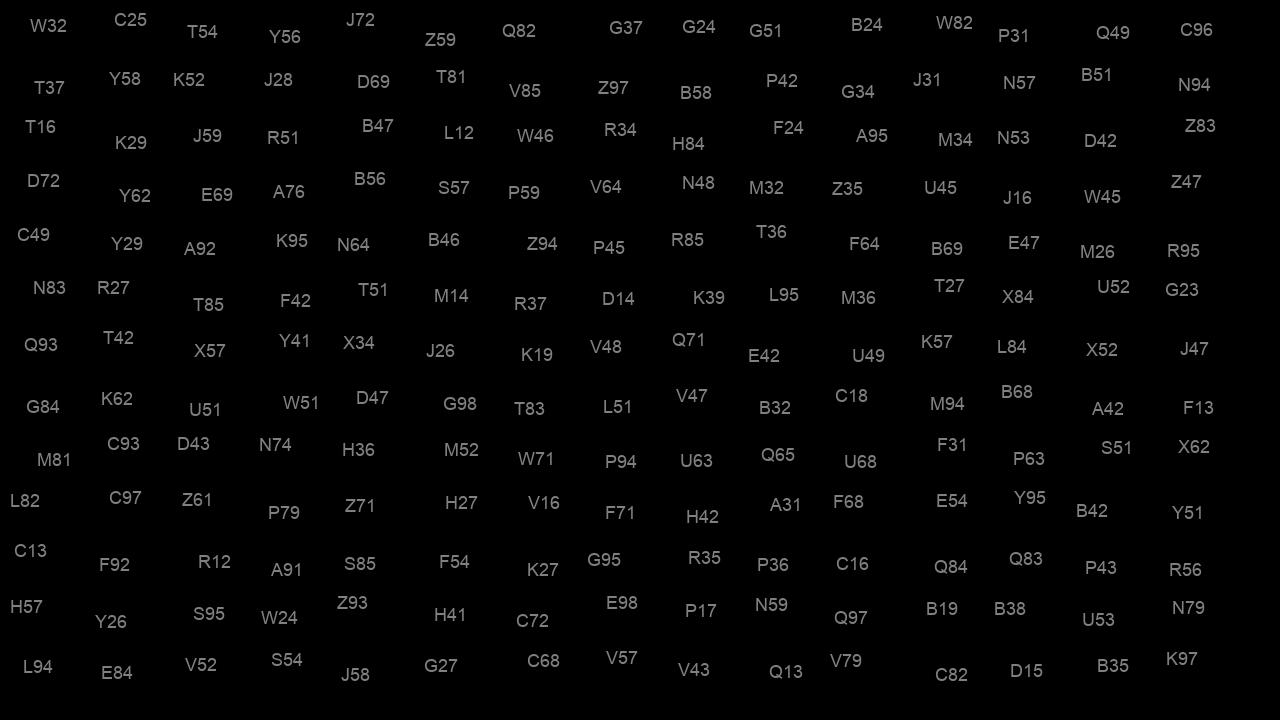 W32 C25 T54 Y56 J72 Z59 Q82 G37 G24 G51 B24 W82 P31 Q49 C96
T37 Y58 K52 J28 D69 T81 V85 Z97 B58 P42 G34 J31 N57 B51 N94
T16 K29 J59 R51 B47 L12 W46 R34 H84 F24 A95 M34 N53 D42 Z83
D72 Y62 E69 A76 B56 S57 P59 V64 N48 M32 Z35 U45 J16 W45 Z47
C49 Y29 A92 K95 N64 B46 Z94 P45 R85 T36 F64 B69 E47 M26 R95
N83 R27 T85 F42 T51 M14 R37 D14 K39 L95 M36 T27 X84 U52 G23
Q93 T42 X57 Y41 X34 J26 K19 V48 Q71 E42 U49 K57 L84 X52 J47
G84 K62 U51 W51 D47 G98 T83 L51 V47 B32 C18 M94 B68 A42 F13
M81 C93 D43 N74 H36 M52 W71 P94 U63 Q65 U68 F31 P63 S51 X62
L82 C97 Z61 P79 Z71 H27 V16 F71 H42 A31 F68 E54 Y95 B42 Y51
C13 F92 R12 A91 S85 F54 K27 G95 R35 P36 C16 Q84 Q83 P43 R56
H57 Y26 S95 W24 Z93 H41 C72 E98 P17 N59 Q97 B19 B38 U53 N79
L94 E84 V52 S54 J58 G27 C68 V57 V43 Q13 V79 C82 D15 B35 K97